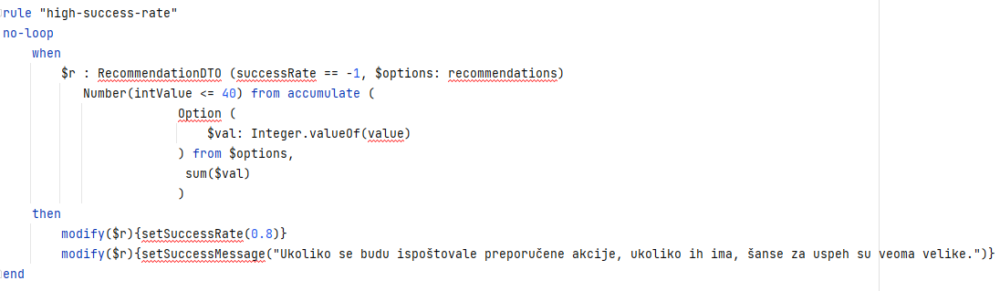 rule "high-success-rate"
no-loop
when
$r : RecommendationDTO (successRate == -1, $options: recommendations)
Number(intValue <= 40) from accumulate (
Option (
$val: Integer.valueOf(value)
) from $options,
sum($val)
)
then
modify($r){setSuccessRate(0.8)}
modify($r){setSuccessMessage("Ukoliko se budu ispoštovale preporučene akcije, ukoliko ih ima, šanse za uspeh su veoma velike.")}
end